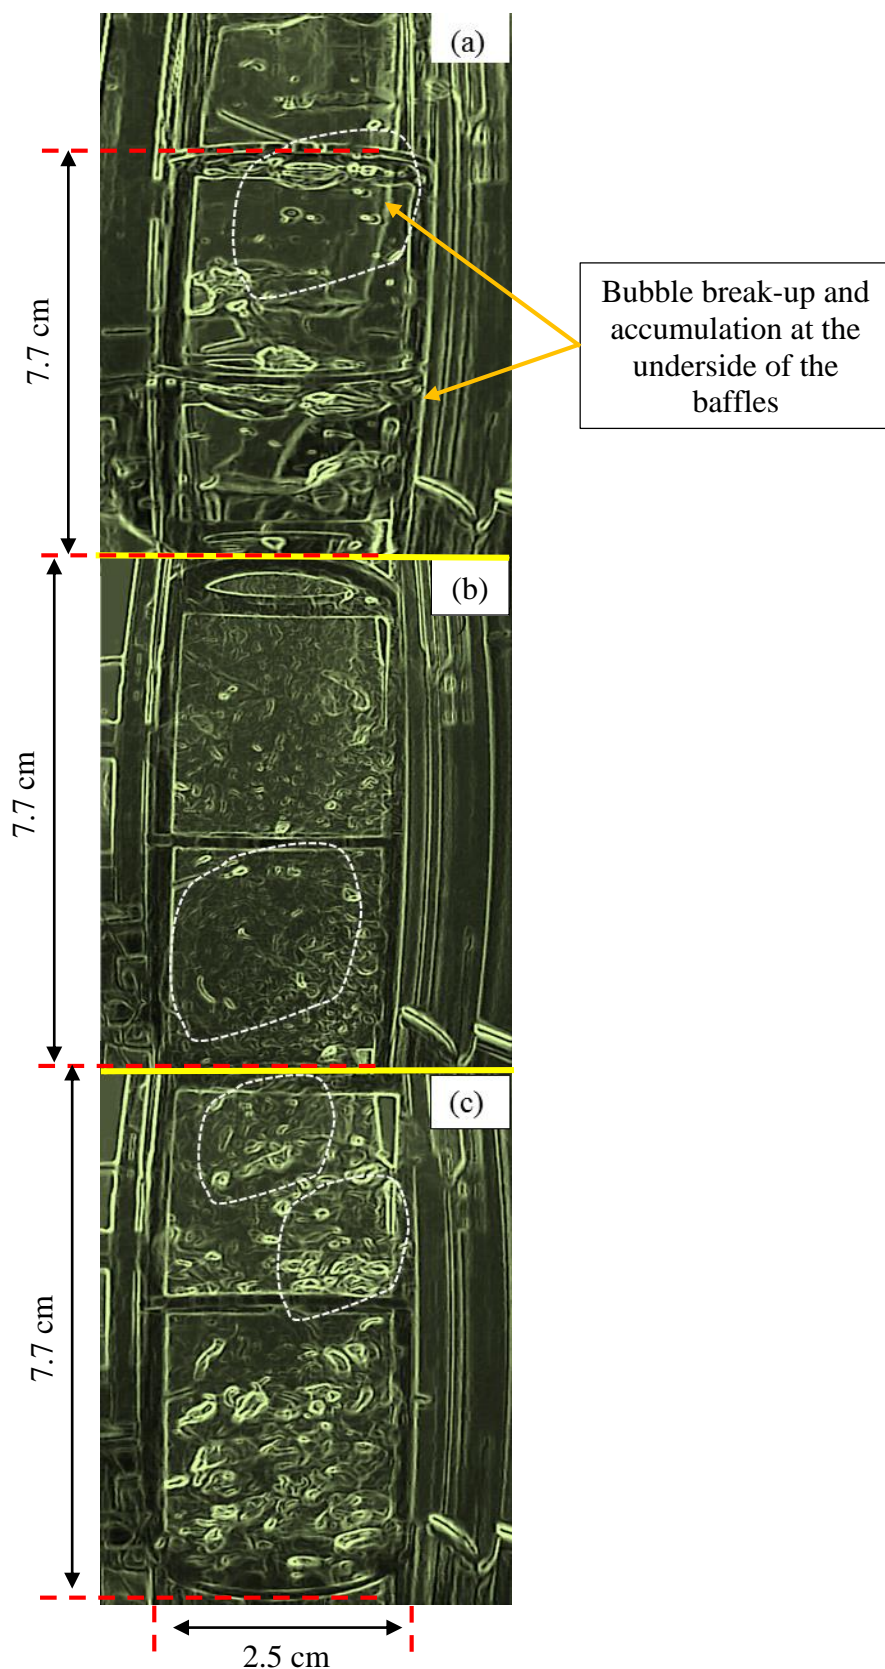 (a)
7.7 cm
Bubble break-up and
accumulation at the
underside of the
baffles
(b)
7.7 cm
(c)
7.7 cm
2.5 cm